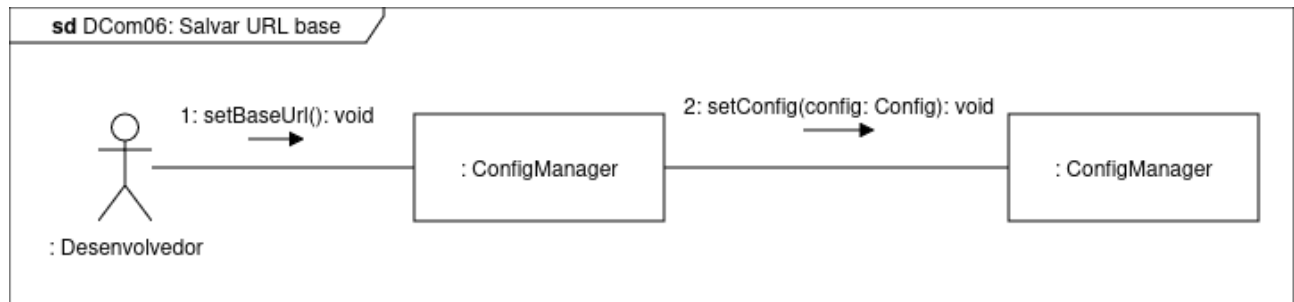 sd DCom06: Salvar URL base
1: setBaseUrl(): void
2: setConfig(config: Config): void
: ConfigManager
: ConfigManager
: Desenvolvedor